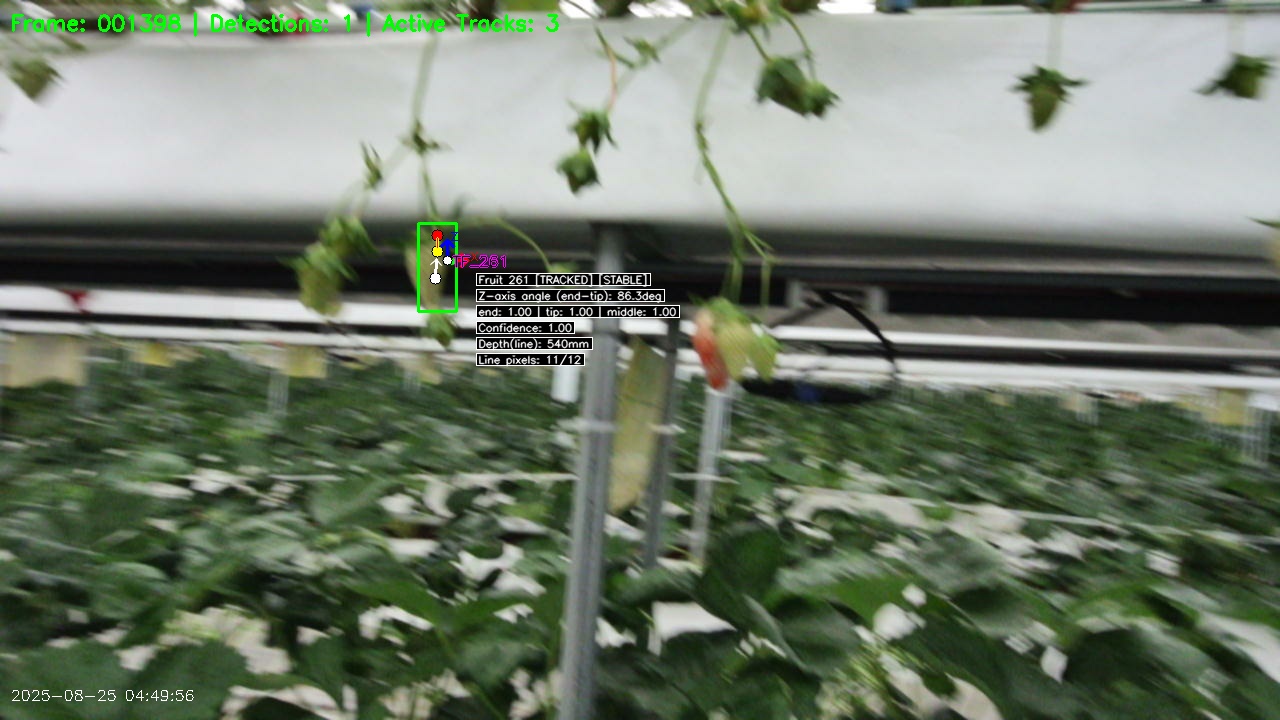 Frame: 001398 | Detections: 1 | Active Tracks: 3
TF_261
Fruit 261 [TRACKED] [STABLE]
Z-axis angle (end-tip): 86.3deg
end: 1.00 | tip: 1.00 | middle: 1.00
Confidence: 1.00
Depth(line): 540mm
Line pixels: 11/12
2025-08-25 04:49:56